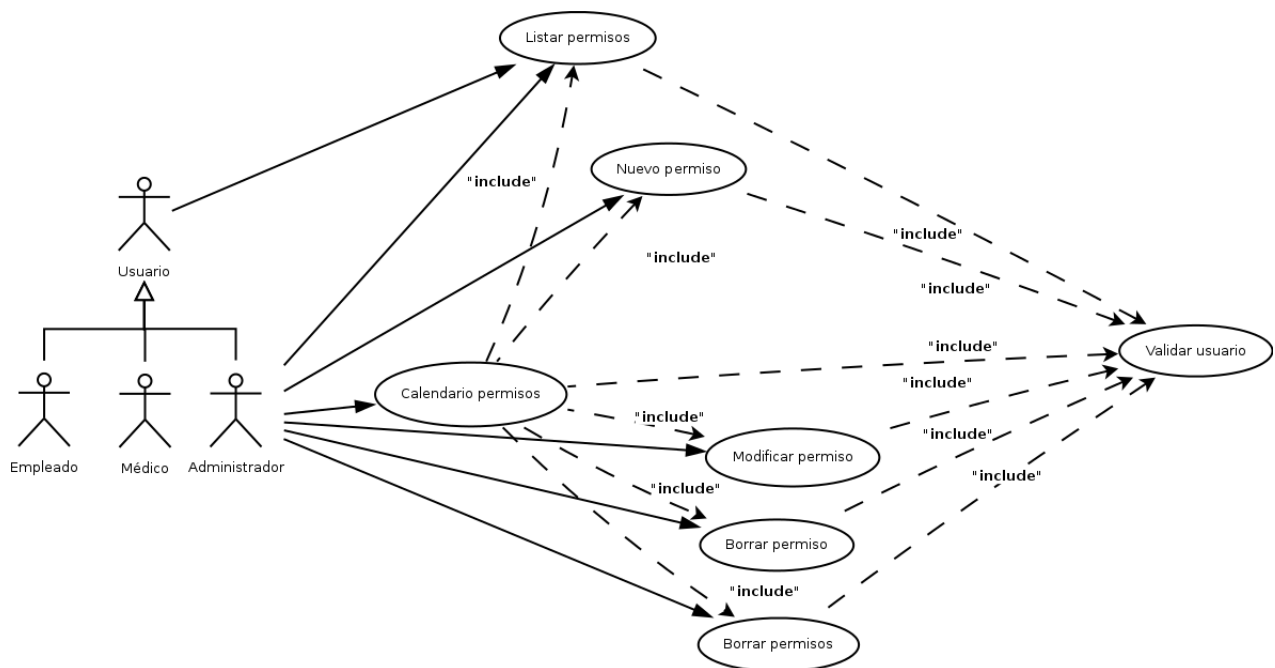 Listar permisos
Nuevo permiso
"include"
"include"
"include"
Usuario
"include"
"include"
Validar usuario
Calendario permisos
"include"
"include"
"include"
Empleado
Médico
Administrador
Modificar permiso
"include"
"include"
Borrar permiso
"include"
Borrar permisos